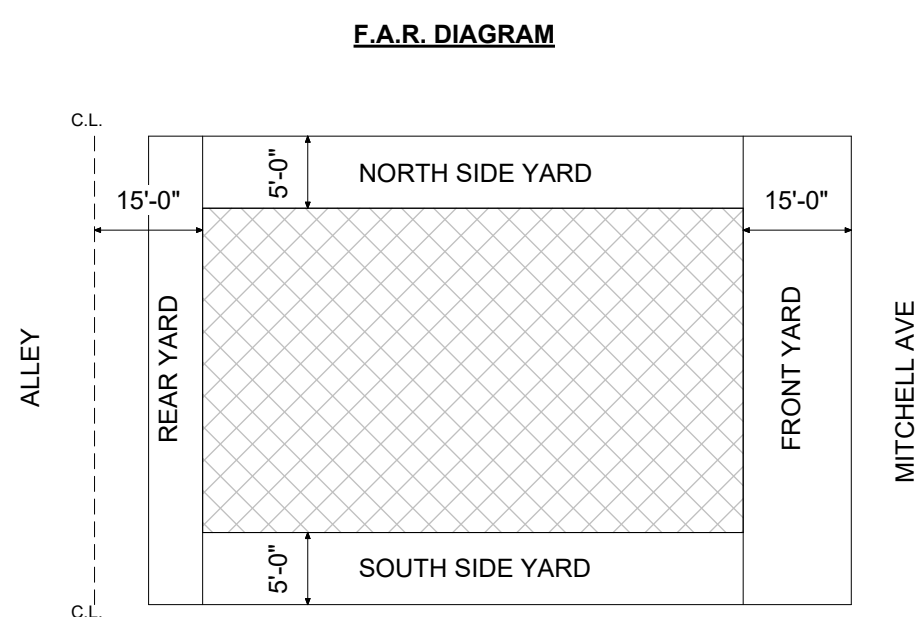 F.A.R. DIAGRAM
C.L.
5'-0"
NORTH SIDE YARD
15'-0"
15'-0"
ALLEY
REAR YARD
FRONT YARD
MITCHELL AVE
5'-0"
SOUTH SIDE YARD
C.L.